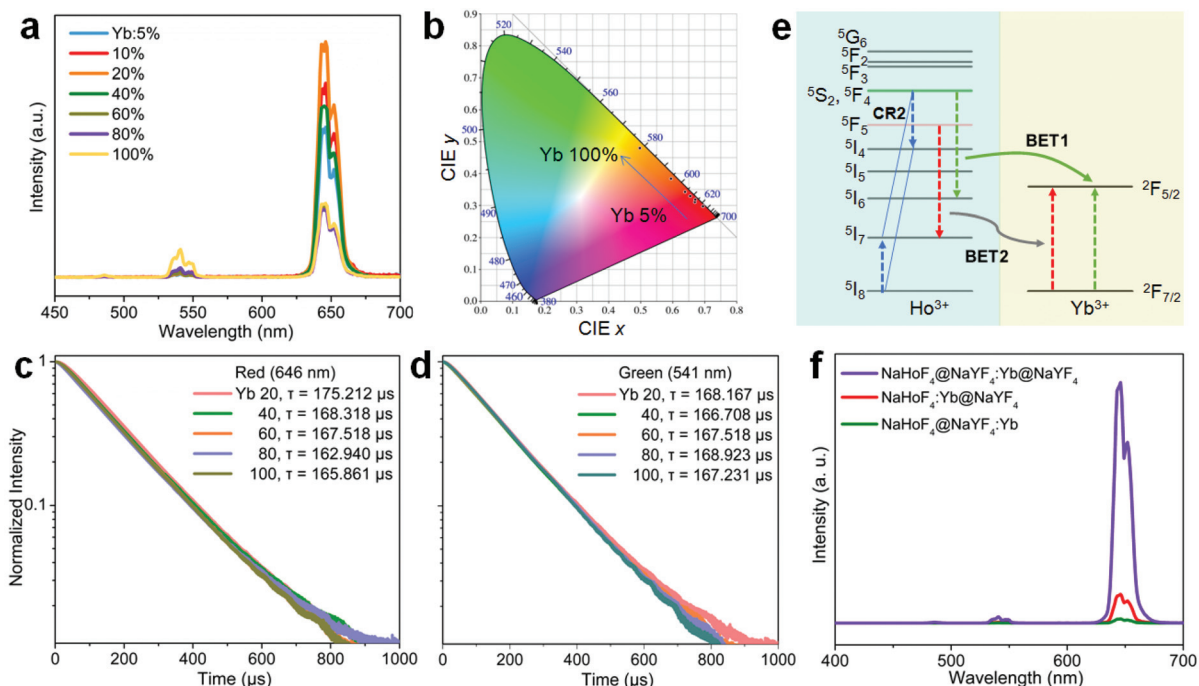 a
Yb:5%
10%
20%
40%
60%
80%
100%
Intensity (a.u.)
450 500 550 600 650 700
Wavelength (nm)
b
0.9
0.8
0.7
0.6
0.5
0.4
0.3
0.2
0.1
0.0
CIE y
520
540
560
500
580
600
620
700
490
480
470
460
380
Yb 100%
Yb 5%
0.0 0.1 0.2 0.3 0.4 0.5 0.6 0.7 0.8
CIE x
e
⁵G₆
⁵F₂
⁵F₃
⁵S₂, ⁵F₄
CR2
⁵F₅
⁵I₄
⁵I₅
⁵I₆
⁵I₇
⁵I₈
BET1
BET2
²F₅/₂
²F₇/₂
Ho³⁺
Yb³⁺
c
Red (646 nm)
Yb 20, τ = 175.212 µs
40, τ = 168.318 µs
60, τ = 167.518 µs
80, τ = 162.940 µs
100, τ = 165.861 µs
1
0.1
Normalized Intensity
0 200 400 600 800 1000
Time (µs)
d
Green (541 nm)
Yb 20, τ = 168.167 µs
40, τ = 166.708 µs
60, τ = 167.518 µs
80, τ = 168.923 µs
100, τ = 167.231 µs
0 200 400 600 800 1000
Time (µs)
f
NaHoF₄@NaYF₄:Yb@NaYF₄
NaHoF₄:Yb@NaYF₄
NaHoF₄@NaYF₄:Yb
Intensity (a. u.)
400 500 600 700
Wavelength (nm)